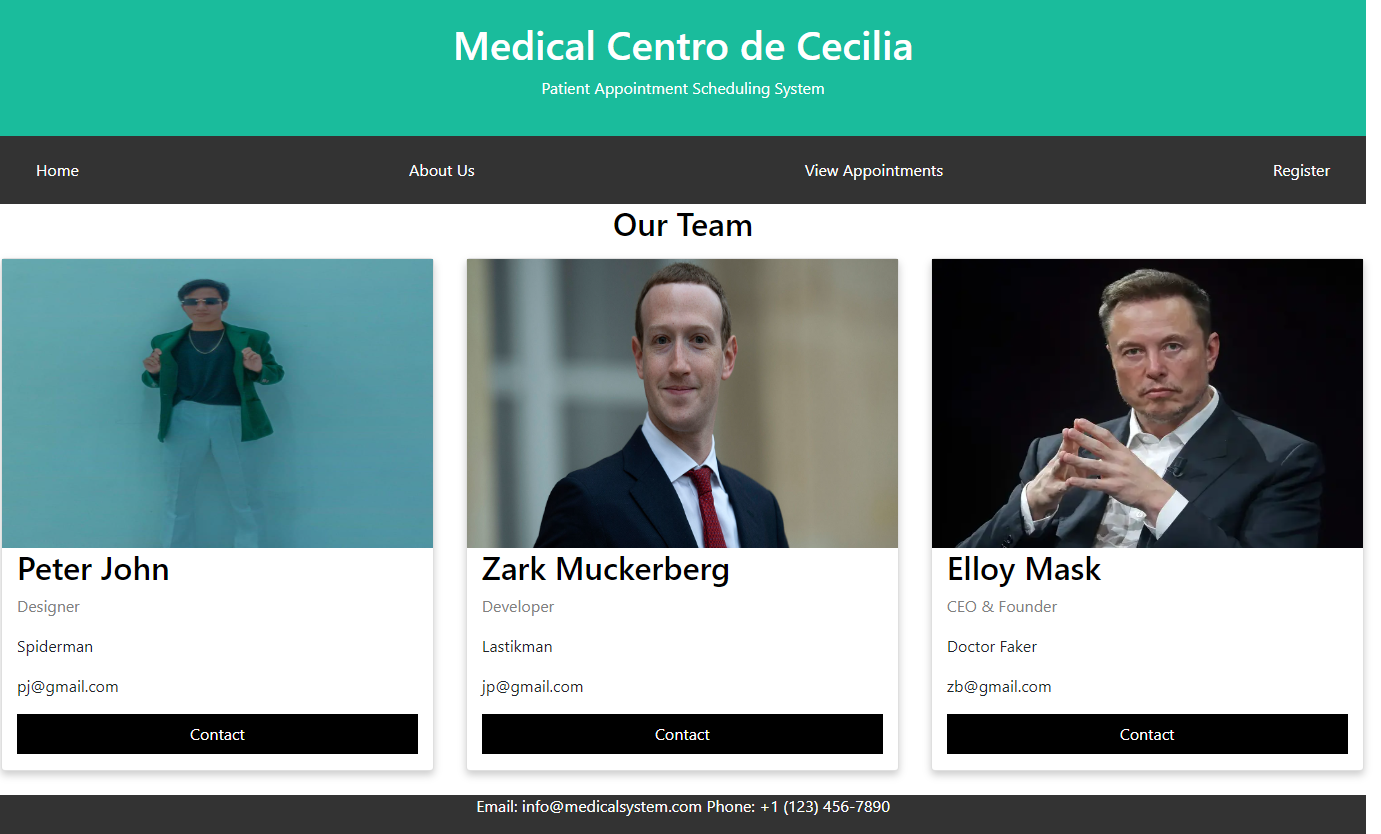 Medical Centro de Cecilia
Patient Appointment Scheduling System
Home About Us View Appointments Register
Our Team
Peter John
Designer
Spiderman
pj@gmail.com
Contact
Zark Muckerberg
Developer
Lastikman
jp@gmail.com
Contact
Elloy Mask
CEO & Founder
Doctor Faker
zb@gmail.com
Contact
Email: info@medicalsystem.com Phone: +1 (123) 456-7890